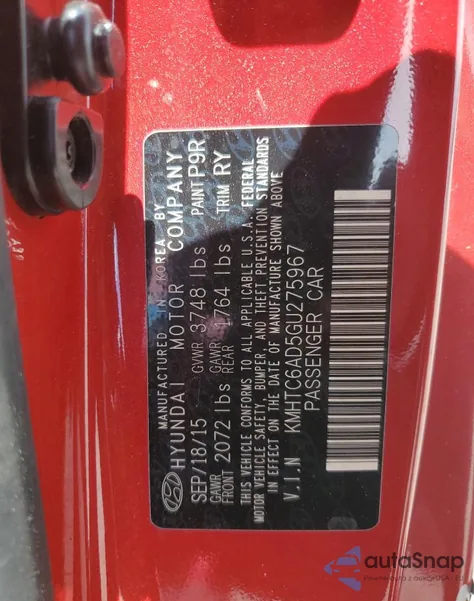 MANUFACTURED IN KOREA BY
HYUNDAI MOTOR COMPANY
SEP/18/15 GVWR 3748 lbs PAINT P9R
GAWR FRONT 2072 lbs GAWR REAR 1764 lbs TRIM RY
THIS VEHICLE CONFORMS TO ALL APPLICABLE U.S.A. FEDERAL
MOTOR VEHICLE SAFETY, BUMPER, AND THEFT PREVENTION STANDARDS
IN EFFECT ON THE DATE OF MANUFACTURE SHOWN ABOVE
V.I.N KMHTC6AD5GU275967
PASSENGER CAR
autaSnap